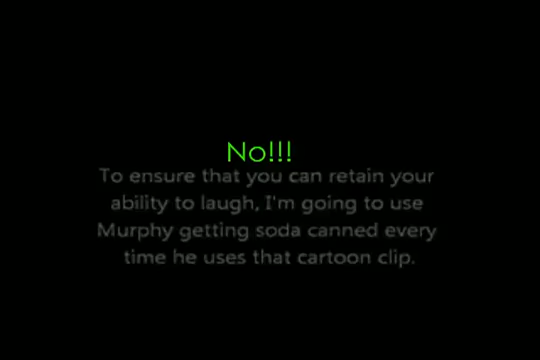 No!!!
To ensure that you can retain your
ability to laugh, I'm going to use
Murphy getting soda canned every
time he uses that cartoon clip.